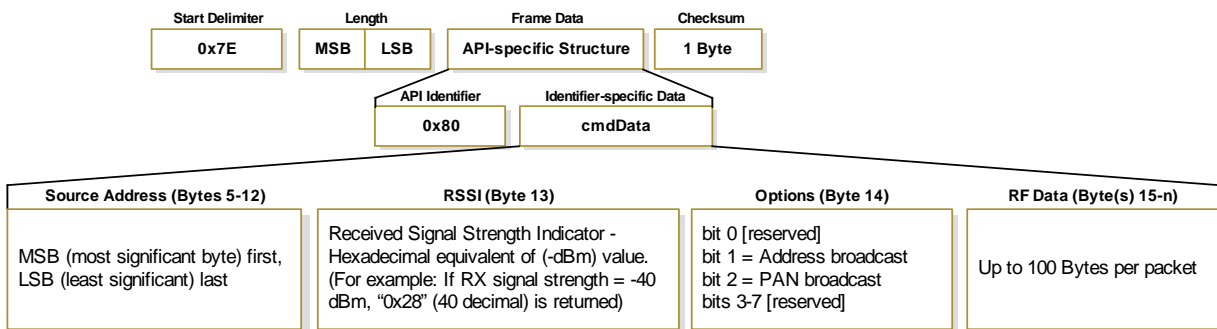 Start Delimiter Length Frame Data Checksum
0x7E MSB LSB API-specific Structure 1 Byte
API Identifier Identifier-specific Data
0x80 cmdData
Source Address (Bytes 5-12)
MSB (most significant byte) first,
LSB (least significant) last
RSSI (Byte 13)
Received Signal Strength Indicator -
Hexadecimal equivalent of (-dBm) value.
(For example: If RX signal strength = -40
dBm, “0x28” (40 decimal) is returned)
Options (Byte 14)
bit 0 [reserved]
bit 1 = Address broadcast
bit 2 = PAN broadcast
bits 3-7 [reserved]
RF Data (Byte(s) 15-n)
Up to 100 Bytes per packet